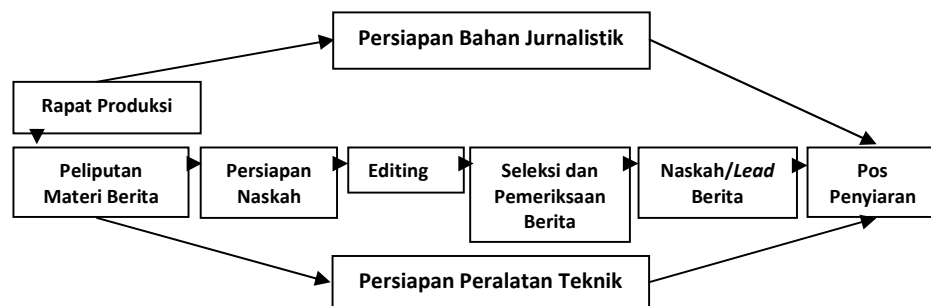 Persiapan Bahan Jurnalistik
Rapat Produksi
Peliputan
Materi Berita
Persiapan
Naskah
Editing
Seleksi dan
Pemeriksaan
Berita
Naskah/Lead
Berita
Pos
Penyiaran
Persiapan Peralatan Teknik